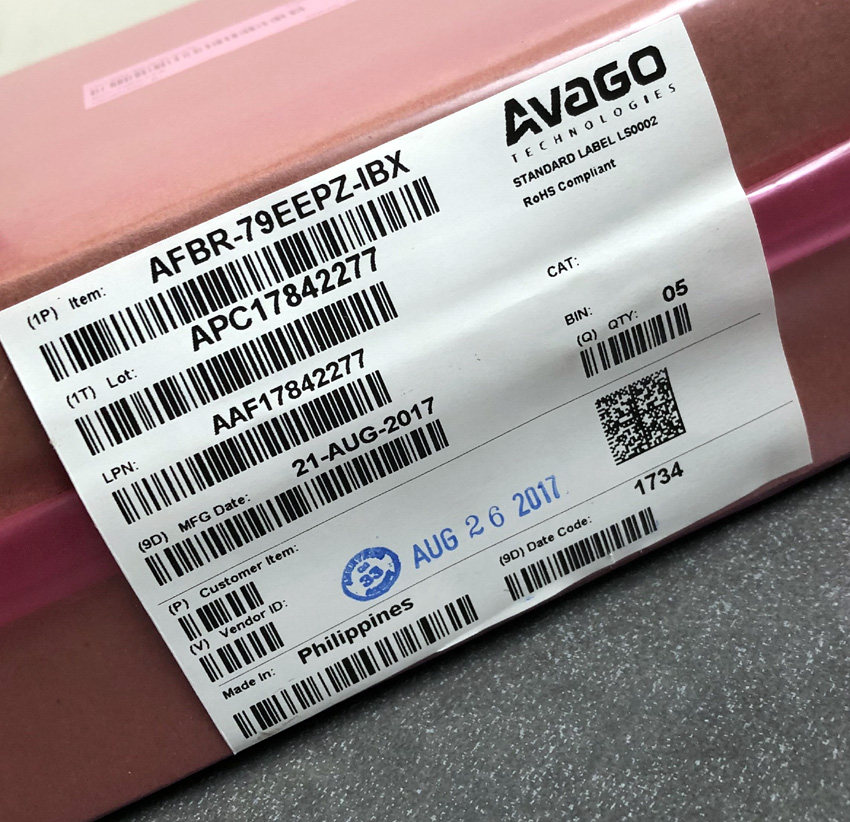 AVAGO
TECHNOLOGIES
STANDARD LABEL LS0002
RoHS Compliant
(1P) Item: AFBR-79EEPZ-IBX
(1T) Lot: APC17842277
CAT:
LPN: AAF17842277
BIN:
(Q) QTY: 05
(9D) MFG Date: 21-AUG-2017
(P) Customer Item:
AUG 26 2017
33
(9D) Date Code: 1734
(V) Vendor ID:
Made In: Philippines